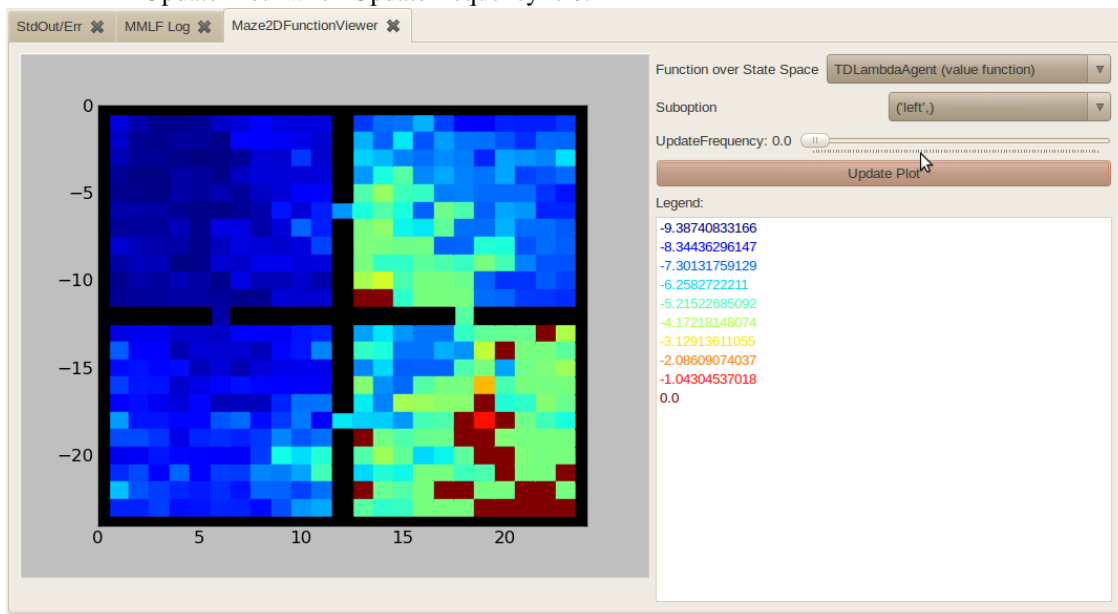 StdOut/Err MMLF Log Maze2DFunctionViewer
Function over State Space TDLambdaAgent (value function)
Suboption ('left',)
UpdateFrequency: 0.0
Update Plot
Legend:
-9.38740833166
-8.34436296147
-7.30131759129
-6.2582722211
-5.21522685092
-4.17218148074
-3.12913611055
-2.08609074037
-1.04304537018
0.0
0
−5
−10
−15
−20
0 5 10 15 20